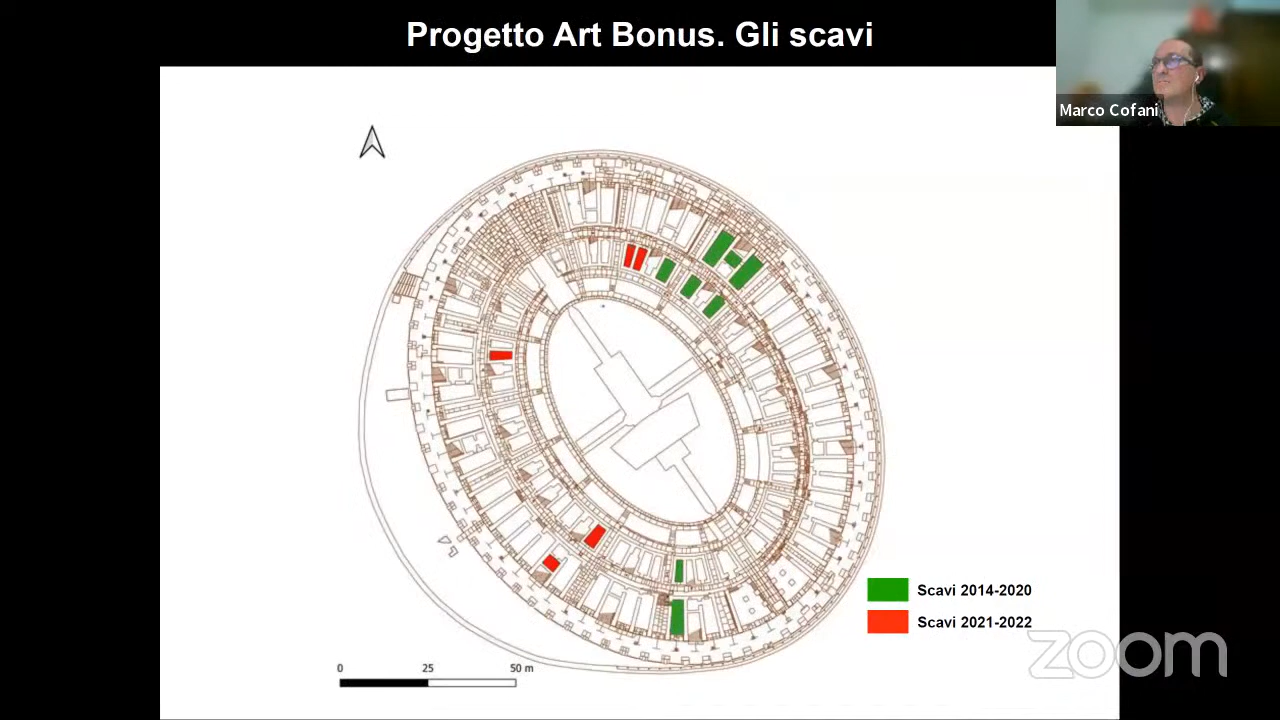 Progetto Art Bonus. Gli scavi
Marco Cofani
Scavi 2014-2020
Scavi 2021-2022
0 25 50 m
zoom